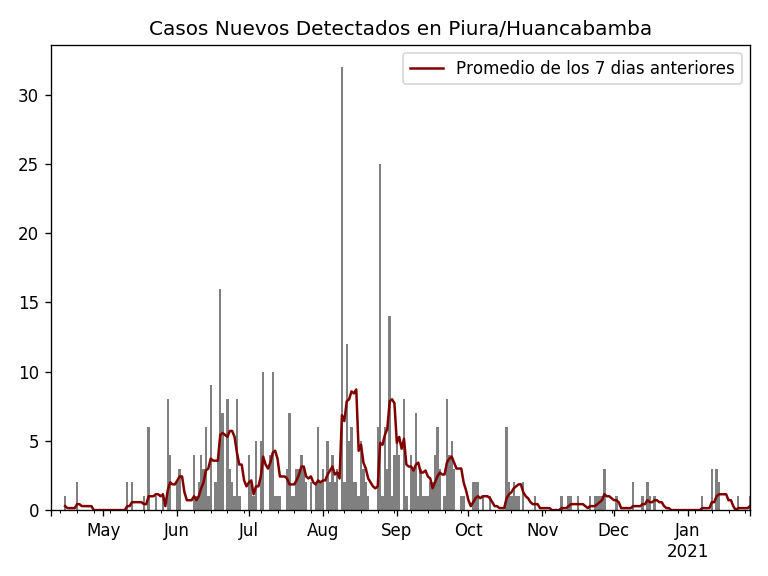 Casos Nuevos Detectados en Piura/Huancabamba
Promedio de los 7 dias anteriores
30
25
20
15
10
5
0
May Jun Jul Aug Sep Oct Nov Dec Jan
2021